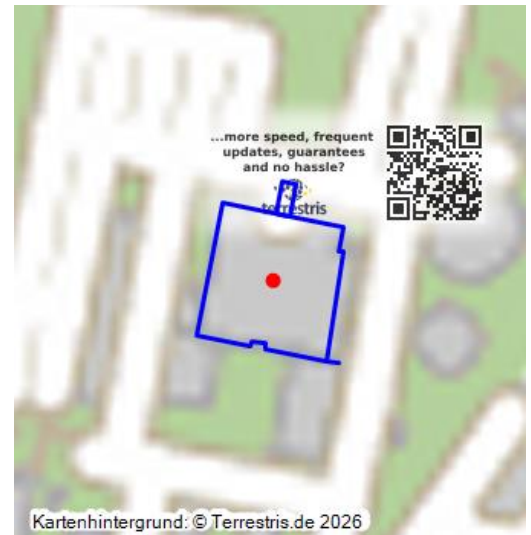 ...more speed, frequent
updates, guarantees
and no hassle?
terrestris
Kartenhintergrund: © Terrestris.de 2026